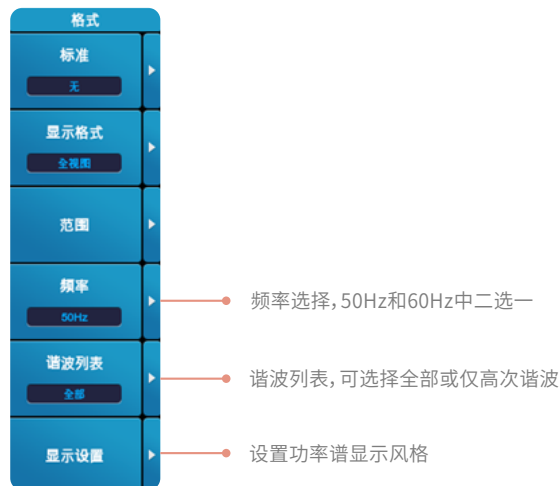 格式
标准
无
显示格式
全视图
范围
频率
50Hz
频率选择,50Hz和60Hz中二选一
谐波列表
全部
谐波列表,可选择全部或仅高次谐波
显示设置
设置功率谱显示风格